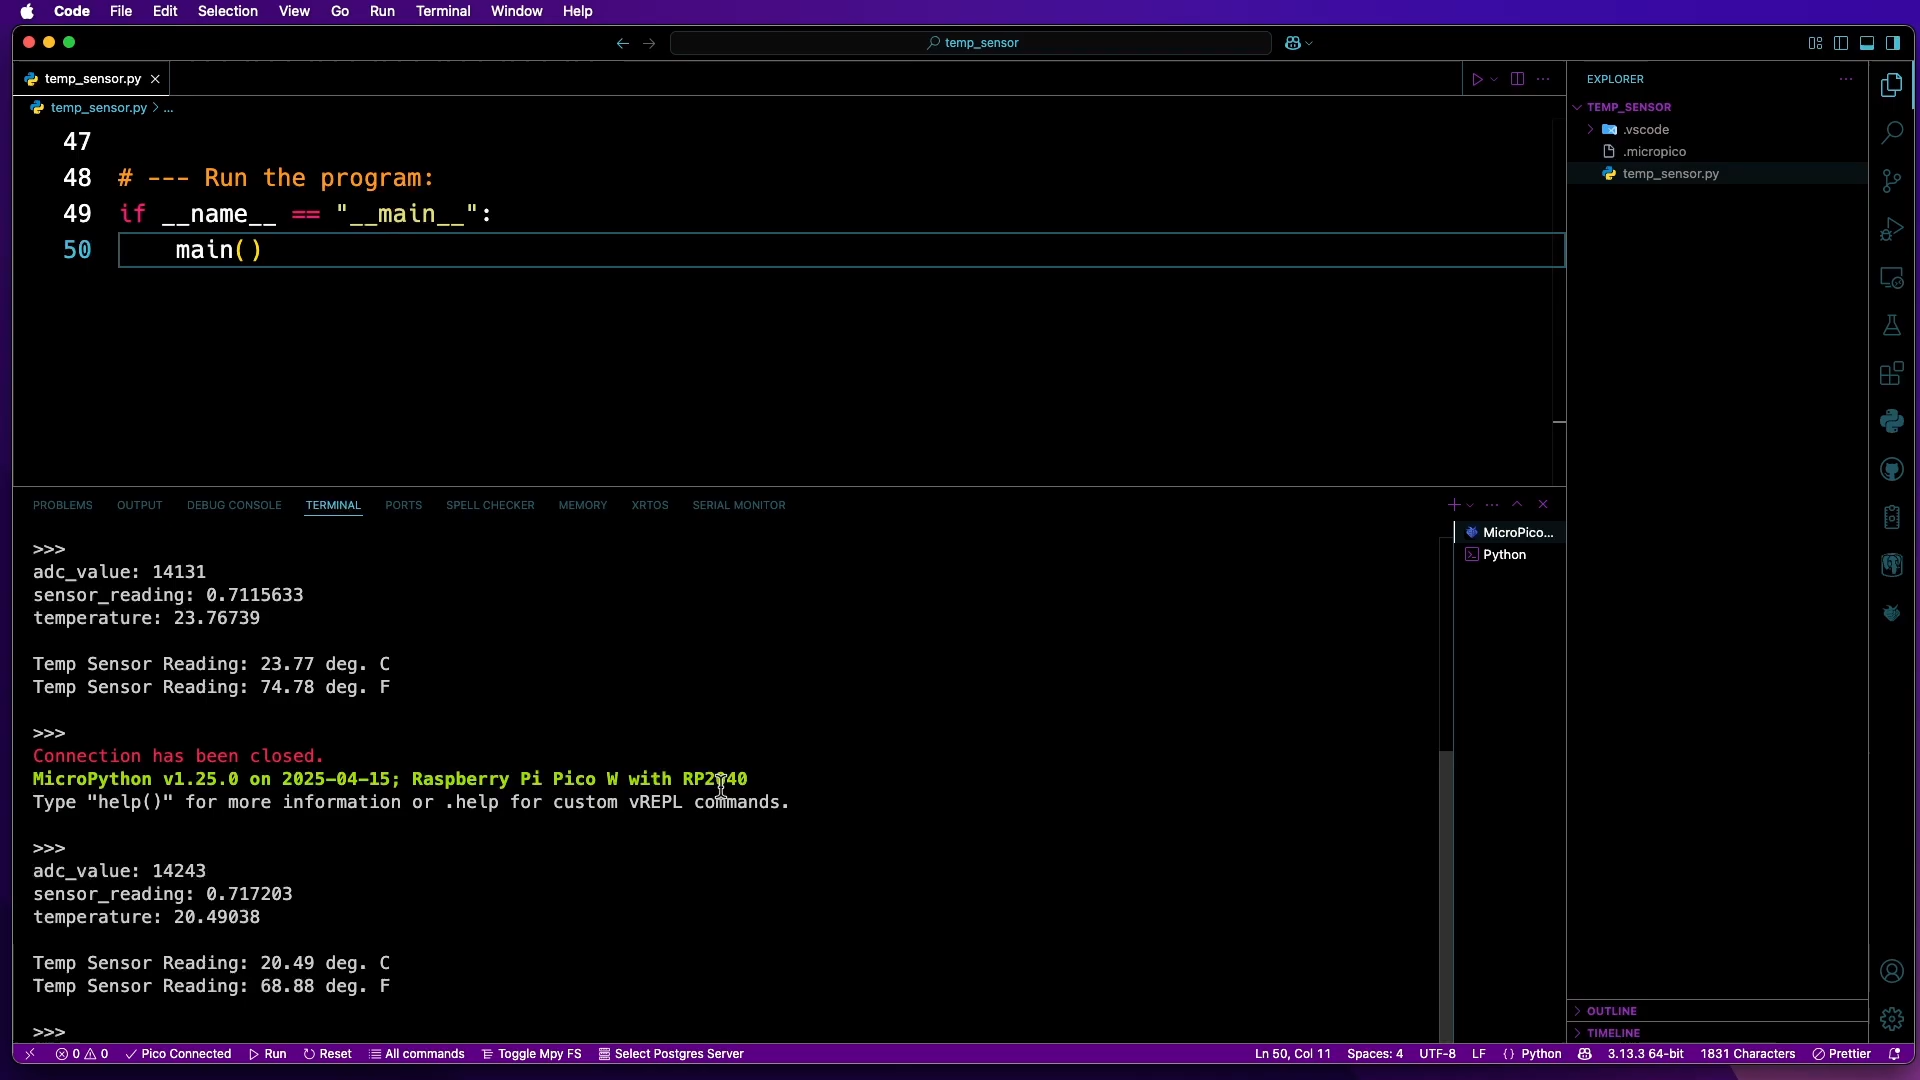 Code File Edit Selection View Go Run Terminal Window Help
temp_sensor
temp_sensor.py
temp_sensor.py > ...
47
48 # --- Run the program:
49 if __name__ == "__main__":
50 main()
PROBLEMS OUTPUT DEBUG CONSOLE TERMINAL PORTS SPELL CHECKER MEMORY XRTOS SERIAL MONITOR
>>>
adc_value: 14131
sensor_reading: 0.7115633
temperature: 23.76739
Temp Sensor Reading: 23.77 deg. C
Temp Sensor Reading: 74.78 deg. F
>>>
Connection has been closed.
MicroPython v1.25.0 on 2025-04-15; Raspberry Pi Pico W with RP2040
Type "help()" for more information or .help for custom vREPL commands.
>>>
adc_value: 14243
sensor_reading: 0.717203
temperature: 20.49038
Temp Sensor Reading: 20.49 deg. C
Temp Sensor Reading: 68.88 deg. F
>>>
MicroPico...
Python
EXPLORER
TEMP_SENSOR
.vscode
.micropico
temp_sensor.py
OUTLINE
TIMELINE
0 0 Pico Connected Run Reset All commands Toggle Mpy FS Select Postgres Server Ln 50, Col 11 Spaces: 4 UTF-8 LF {} Python 3.13.3 64-bit 1831 Characters Prettier